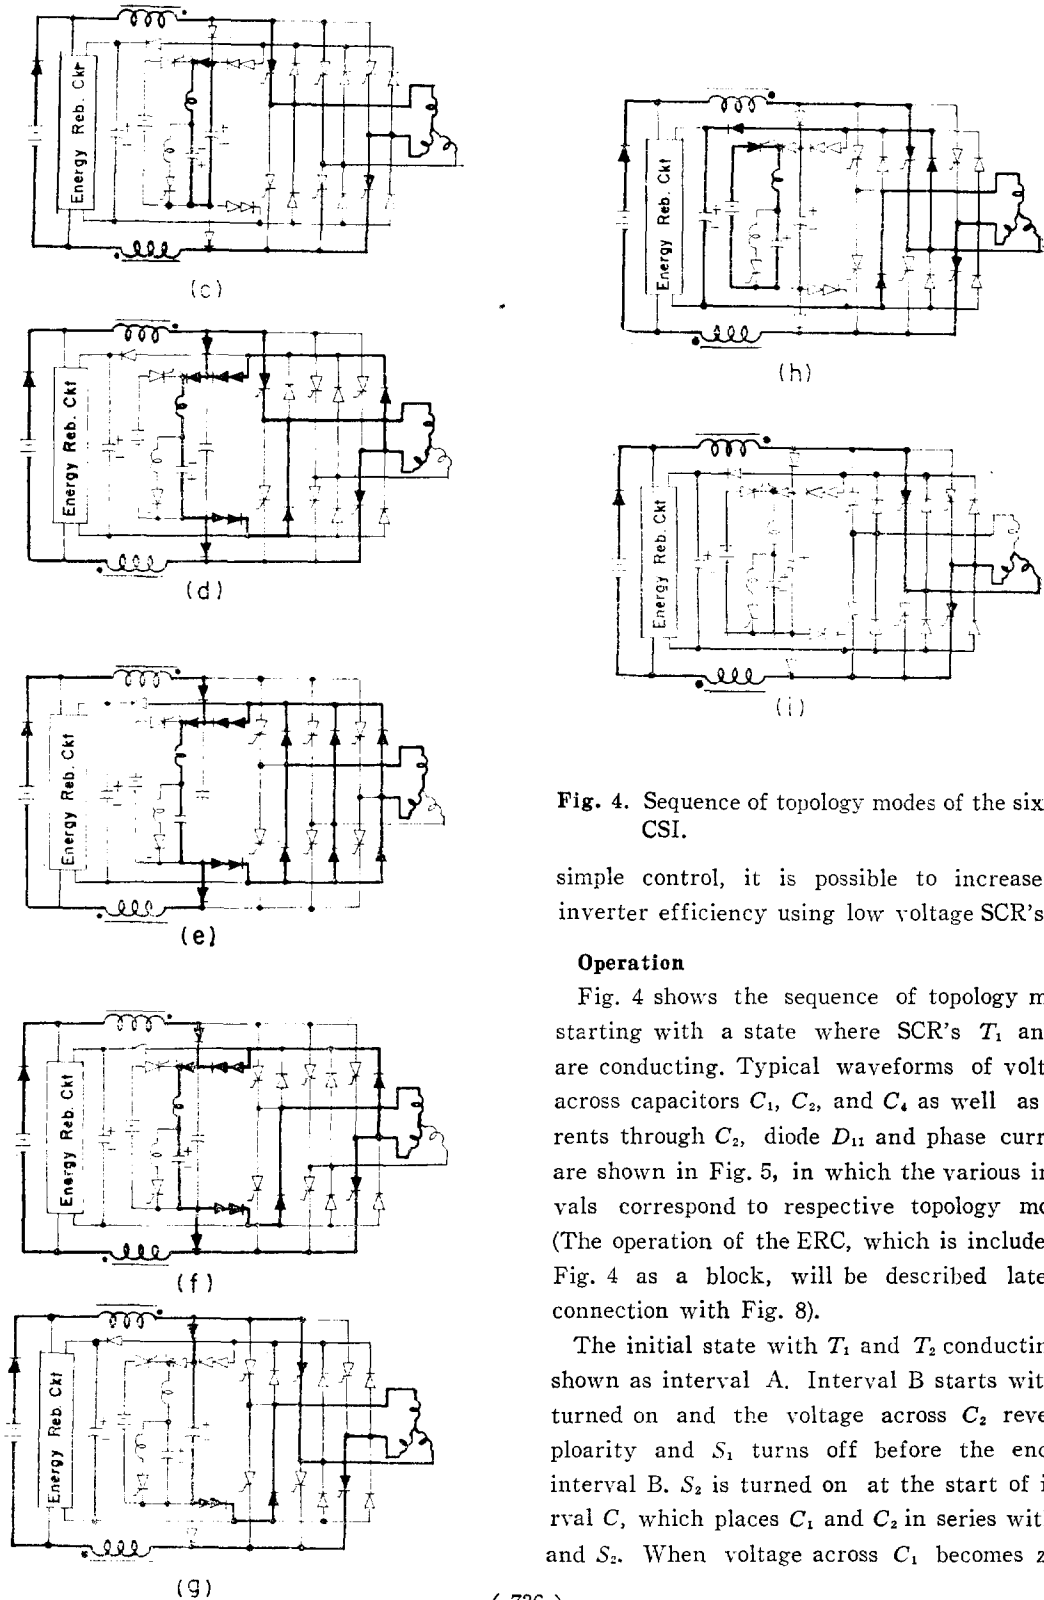 Energy Reb. Ckt
(c)
Energy Reb. Ckt
(d)
Energy Reb. Ckt
(e)
Energy Reb. Ckt
(f)
Energy Reb. Ckt
(g)
Energy Reb. Ckt
(h)
Energy Reb. Ckt
(i)
Fig. 4. Sequence of topology modes of the six
CSI.
simple control, it is possible to increase
inverter efficiency using low voltage SCR's
Operation
Fig. 4 shows the sequence of topology m
starting with a state where SCR's T₁ an
are conducting. Typical waveforms of volt
across capacitors C₁, C₂, and C₄ as well as
rents through C₂, diode D₁₁ and phase curr
are shown in Fig. 5, in which the various in
vals correspond to respective topology mo
(The operation of the ERC, which is include
Fig. 4 as a block, will be described late
connection with Fig. 8).
The initial state with T₁ and T₂ conductin
shown as interval A. Interval B starts wit
turned on and the voltage across C₂ reve
ploarity and S₁ turns off before the end
interval B. S₂ is turned on at the start of i
rval C, which places C₁ and C₂ in series wit
and S₂. When voltage across C₁ becomes z